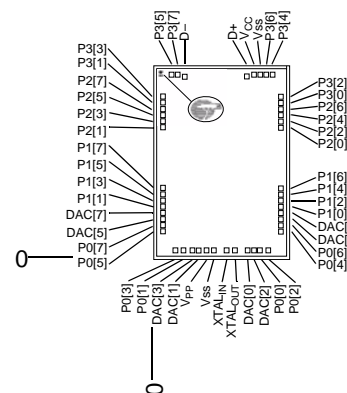 P3[5]
P3[7]
D–
D+
VCC
VSS
P3[6]
P3[4]
P3[3]
P3[1]
P2[7]
P2[5]
P2[3]
P2[1]
P1[7]
P1[5]
P1[3]
P1[1]
DAC[7]
DAC[5]
P0[7]
P0[5]
P3[2]
P3[0]
P2[6]
P2[4]
P2[2]
P2[0]
P1[6]
P1[4]
P1[2]
P1[0]
DAC[
DAC[
P0[6]
P0[4]
P0[3]
P0[1]
DAC[3]
DAC[1]
VPP
VSS
XTALIN
XTALOUT
DAC[0]
DAC[2]
P0[0]
P0[2]
0
0